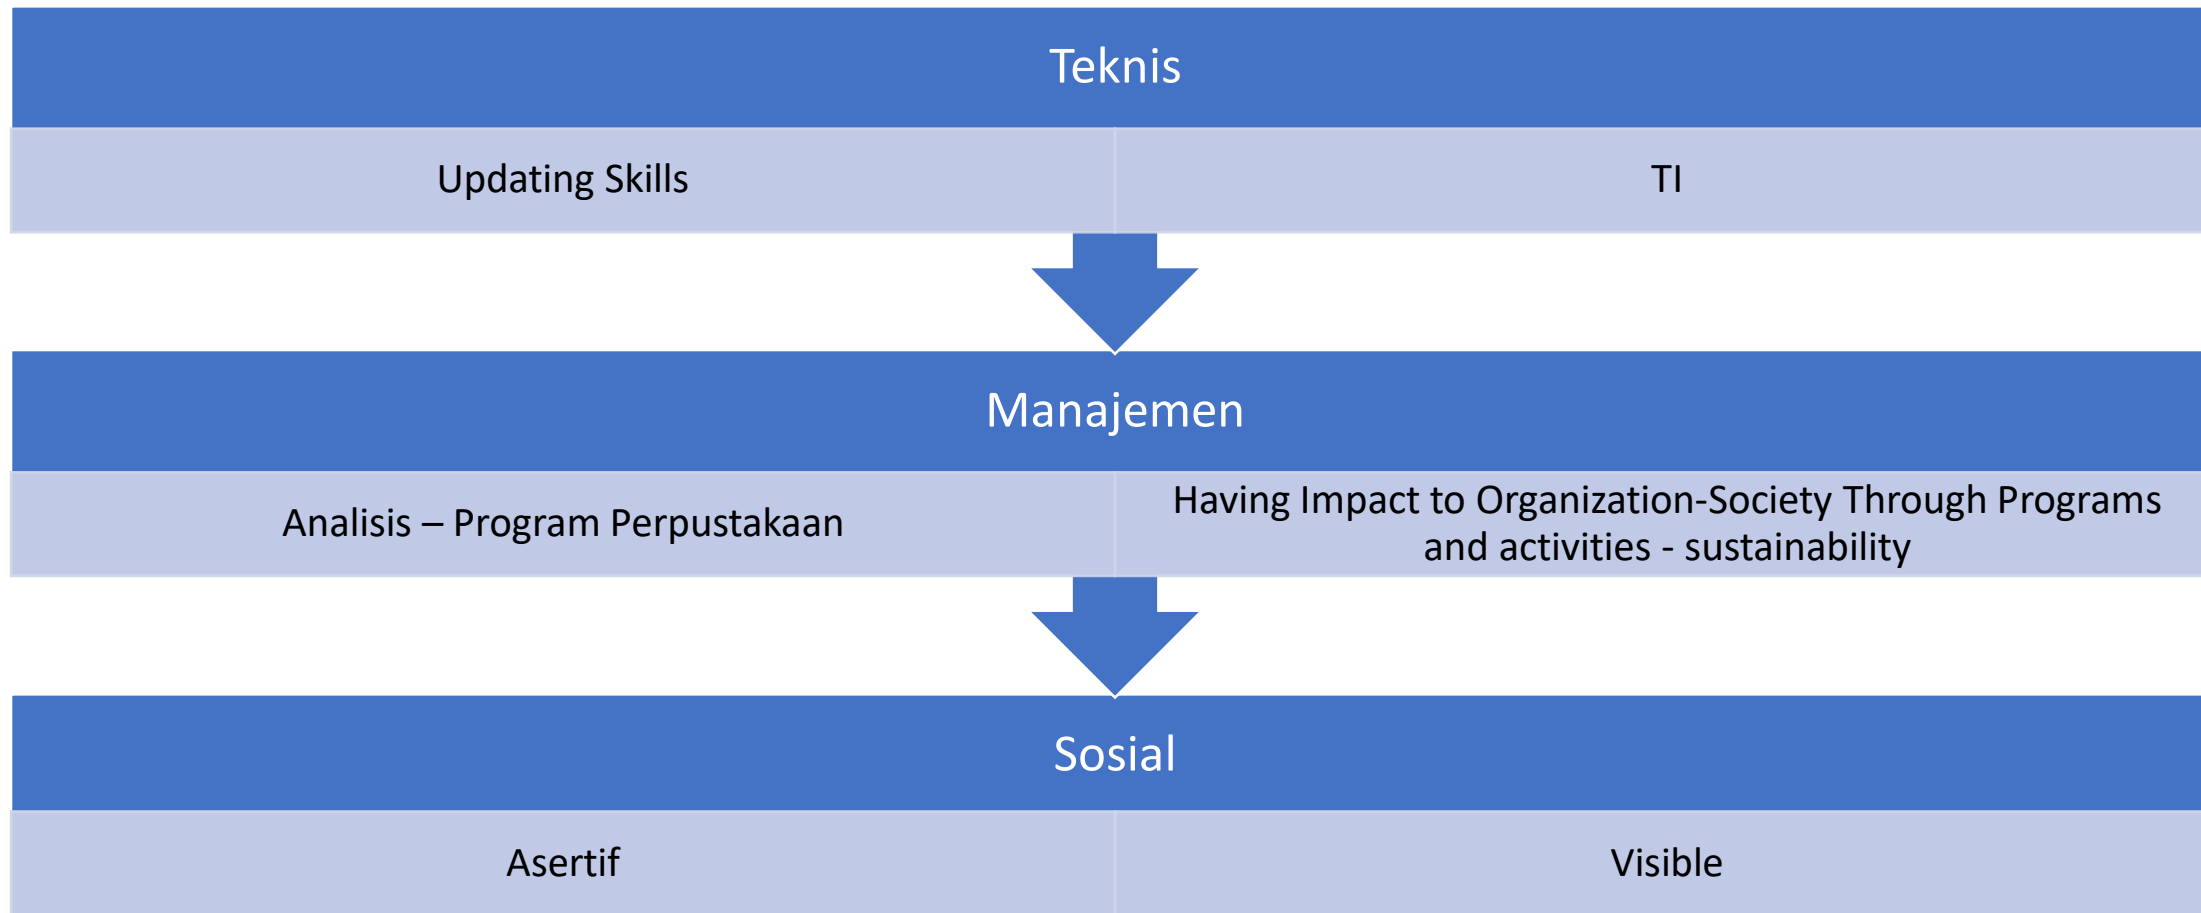 Teknis
Updating Skills
TI
Manajemen
Analisis – Program Perpustakaan
Having Impact to Organization-Society Through Programs
and activities - sustainability
Sosial
Asertif
Visible